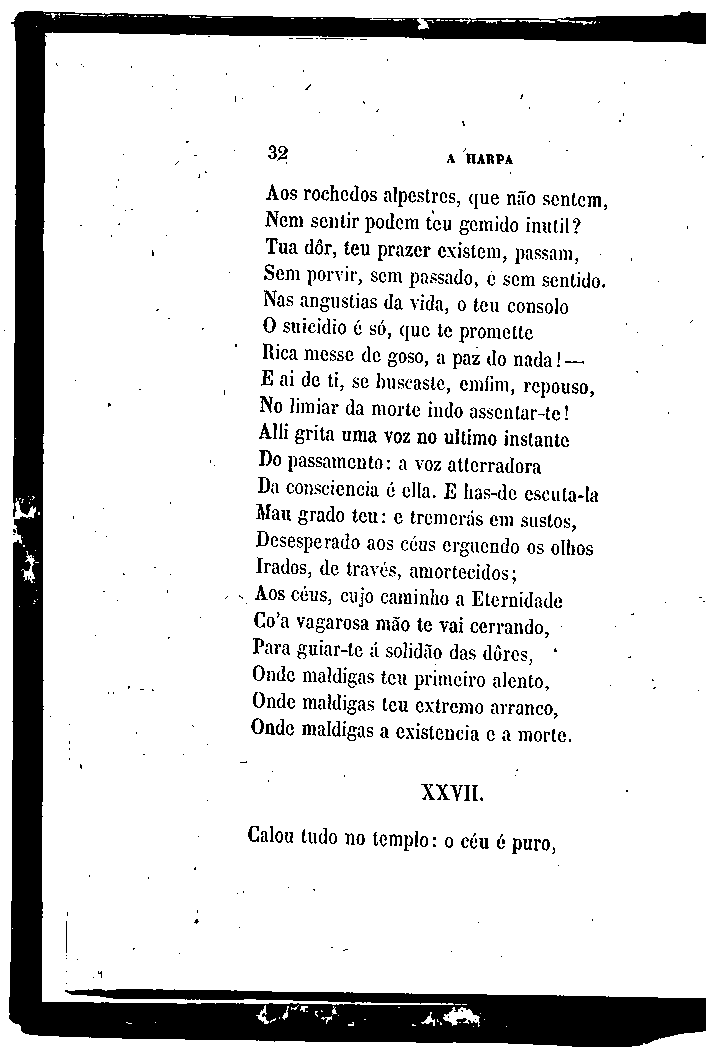 32 A HARPA
Aos rochedos alpestres, que não sentem,
Nem sentir podem teu gemido inutil?
Tua dôr, teu prazer existem, passam,
Sem porvir, sem passado, e sem sentido.
Nas angustias da vida, o teu consolo
O suicidio é só, que te promette
Rica messe de goso, a paz do nada!—
E ai de ti, se buscaste, emfim, repouso,
No limiar da morte indo assentar-te!
Alli grita uma voz no ultimo instante
Do passamento: a voz atterradora
Da consciencia é ella. E has-de escuta-la
Mau grado teu: e tremerás em sustos,
Desesperado aos céus erguendo os olhos
Irados, de través, amortecidos;
Aos céus, cujo caminho a Eternidade
Co'a vagarosa mão te vai cerrando,
Para guiar-te á solidão das dôres,
Onde maldigas teu primeiro alento,
Onde maldigas teu extremo arranco,
Onde maldigas a existencia e a morte.
XXVII.
Calou tudo no templo: o céu é puro,